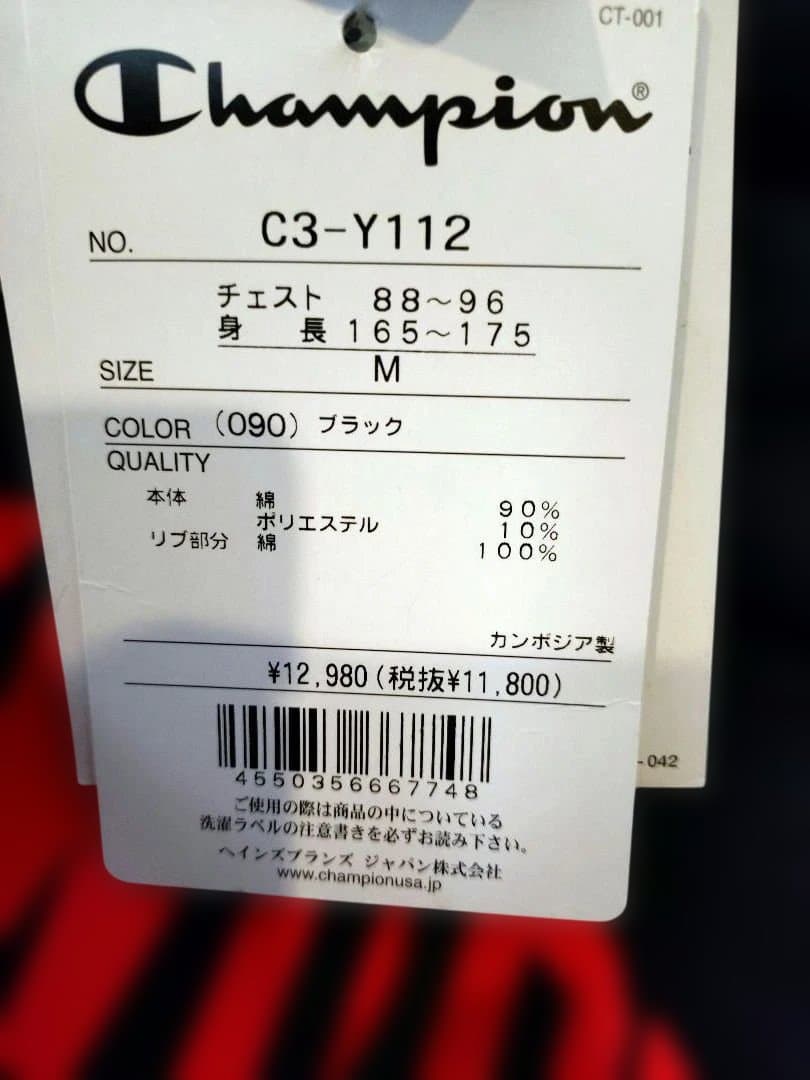 CT-001
Champion®
NO. C3-Y112
チェスト 88～96
身長 165～175
SIZE M
COLOR (090) ブラック
QUALITY
本体 綿 90%
ポリエステル 10%
リブ部分 綿 100%
カンボジア製
¥12,980(税抜¥11,800)
-042
4550356667748
ご使用の際は商品の中についている
洗濯ラベルの注意書きを必ずお読み下さい。
ヘインズブランズ ジャパン株式会社
www.championusa.jp